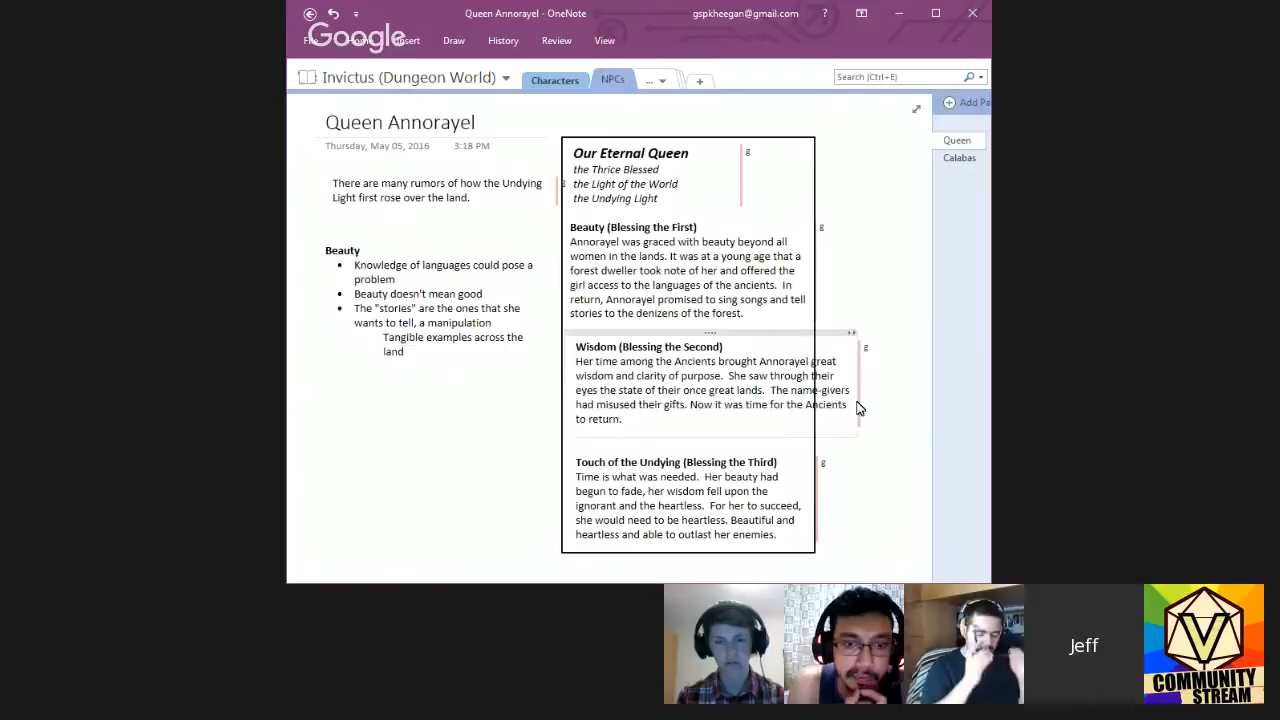 Queen Annorayel - OneNote
gspkheegan@gmail.com
?
Google
File Home Insert Draw History Review View
Invictus (Dungeon World)
Characters
NPCs
...
+
Search (Ctrl+E)
Add Pa
Queen
Calabas
Queen Annorayel
Thursday, May 05, 2016 3:18 PM
There are many rumors of how the Undying
Light first rose over the land.
g
Beauty
• Knowledge of languages could pose a
problem
• Beauty doesn't mean good
• The "stories" are the ones that she
wants to tell, a manipulation
Tangible examples across the
land
Our Eternal Queen
g
the Thrice Blessed
the Light of the World
the Undying Light
Beauty (Blessing the First)
g
Annorayel was graced with beauty beyond all
women in the lands. It was at a young age that a
forest dweller took note of her and offered the
girl access to the languages of the ancients. In
return, Annorayel promised to sing songs and tell
stories to the denizens of the forest.
Wisdom (Blessing the Second)
g
Her time among the Ancients brought Annorayel great
wisdom and clarity of purpose. She saw through their
eyes the state of their once great lands. The name-givers
had misused their gifts. Now it was time for the Ancients
to return.
Touch of the Undying (Blessing the Third)
g
Time is what was needed. Her beauty had
begun to fade, her wisdom fell upon the
ignorant and the heartless. For her to succeed,
she would need to be heartless. Beautiful and
heartless and able to outlast her enemies.
Jeff
V
COMMUNITY
STREAM